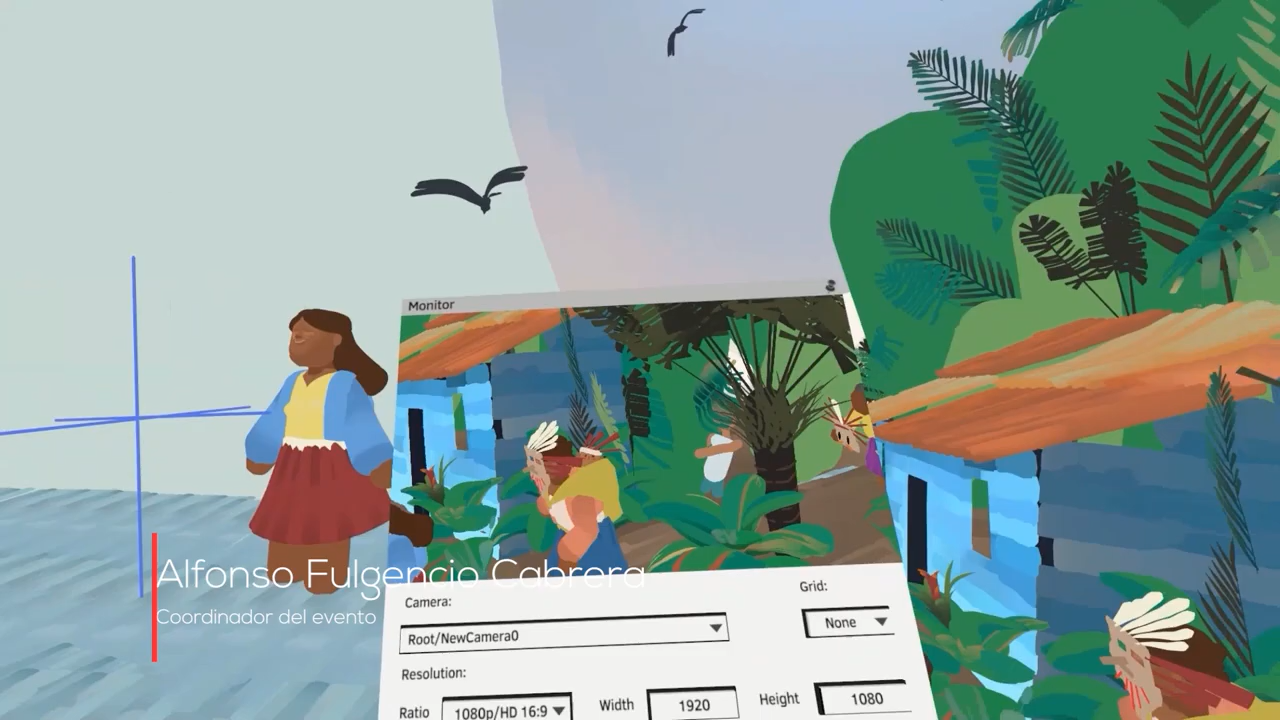 Monitor
Alfonso Fulgencio Cabrera
Coordinador del evento
Camera:
Grid:
Root/NewCamera0
None
Resolution:
Ratio 1080p/HD 16:9 Width 1920 Height 1080